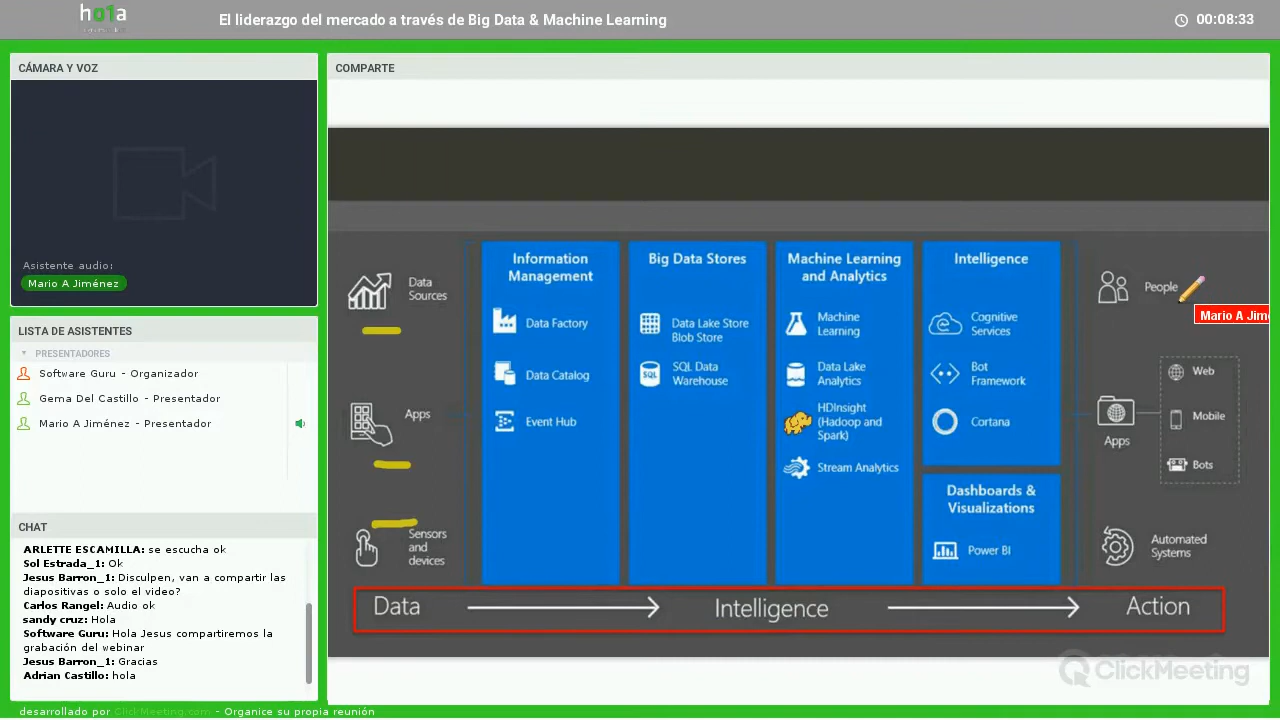 ho1a
El liderazgo del mercado a través de Big Data & Machine Learning
00:08:33
CÁMARA Y VOZ
Asistente audio:
Mario A Jiménez
LISTA DE ASISTENTES
PRESENTADORES
Software Guru - Organizador
Gema Del Castillo - Presentador
Mario A Jiménez - Presentador
CHAT
ARLETTE ESCAMILLA: se escucha ok
Sol Estrada_1: Ok
Jesus Barron_1: Disculpen, van a compartir las
diapositivas o solo el video?
Carlos Rangel: Audio ok
sandy cruz: Hola
Software Guru: Hola Jesus compartiremos la
grabación del webinar
Jesus Barron_1: Gracias
Adrian Castillo: hola
COMPARTE
Data
Sources
Apps
Sensors
and
devices
Information
Management
Data Factory
Data Catalog
Event Hub
Big Data Stores
Data Lake Store
Blob Store
SQL
SQL Data
Warehouse
Machine Learning
and Analytics
Machine
Learning
Data Lake
Analytics
HDInsight
(Hadoop and
Spark)
Stream Analytics
Intelligence
Cognitive
Services
Bot
Framework
Cortana
Dashboards &
Visualizations
Power BI
People
Mario A Jim
Apps
Web
Mobile
Bots
Automated
Systems
Data
Intelligence
Action
ClickMeeting
desarrollado por ClickMeeting.com - Organice su propia reunión